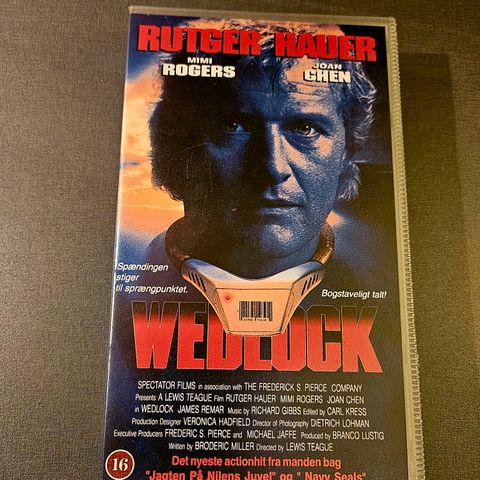 RUTGER HAUER
MIMI ROGERS
JOAN CHEN
Spændingen
stiger
til sprængpunktet.
Bogstaveligt talt!
WEDLOCK
SPECTATOR FILMS in association with THE FREDERICK S. PIERCE COMPANY
Presents A LEWIS TEAGUE Film RUTGER HAUER MIMI ROGERS JOAN CHEN
in WEDLOCK JAMES REMAR Music by RICHARD GIBBS Edited by CARL KRESS
Production Designer VERONICA HADFIELD Director of Photography DIETRICH LOHMAN
Executive Producers FREDERIC S. PIERCE and MICHAEL JAFFE Produced by BRANCO LUSTIG
Written by BRODERIC MILLER Directed by LEWIS TEAGUE
16
Det nyeste actionhit fra manden bag
"Jagten På Nilens Juvel" og " Navy Seals"